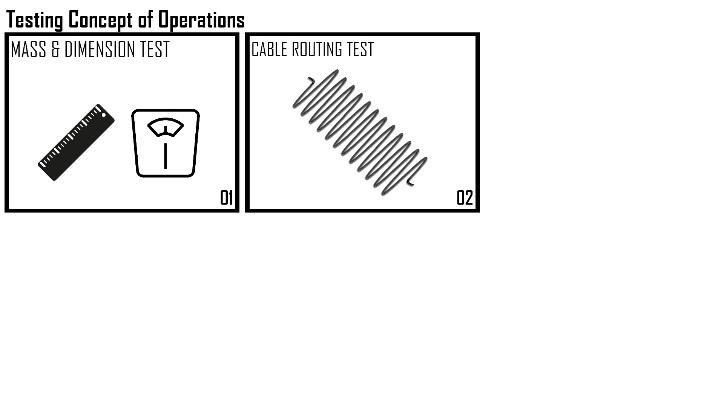 Testing Concept of Operations
MASS & DIMENSION TEST
01
CABLE ROUTING TEST
02